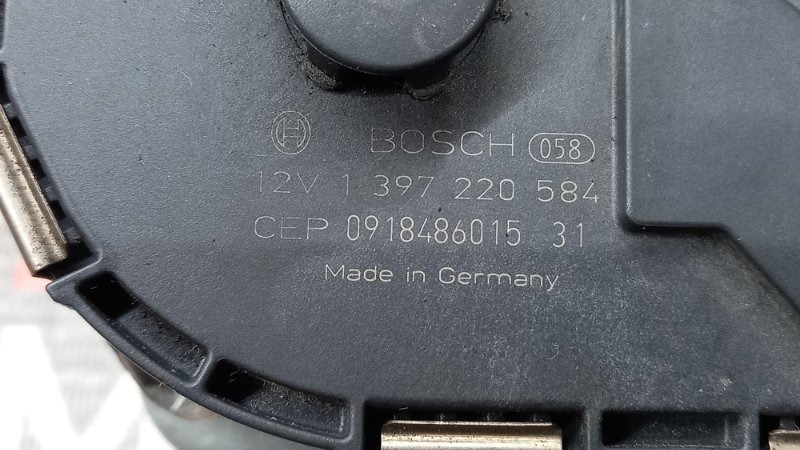 BOSCH 058
12V 1 397 220 584
CEP 0918486015 31
Made in Germany